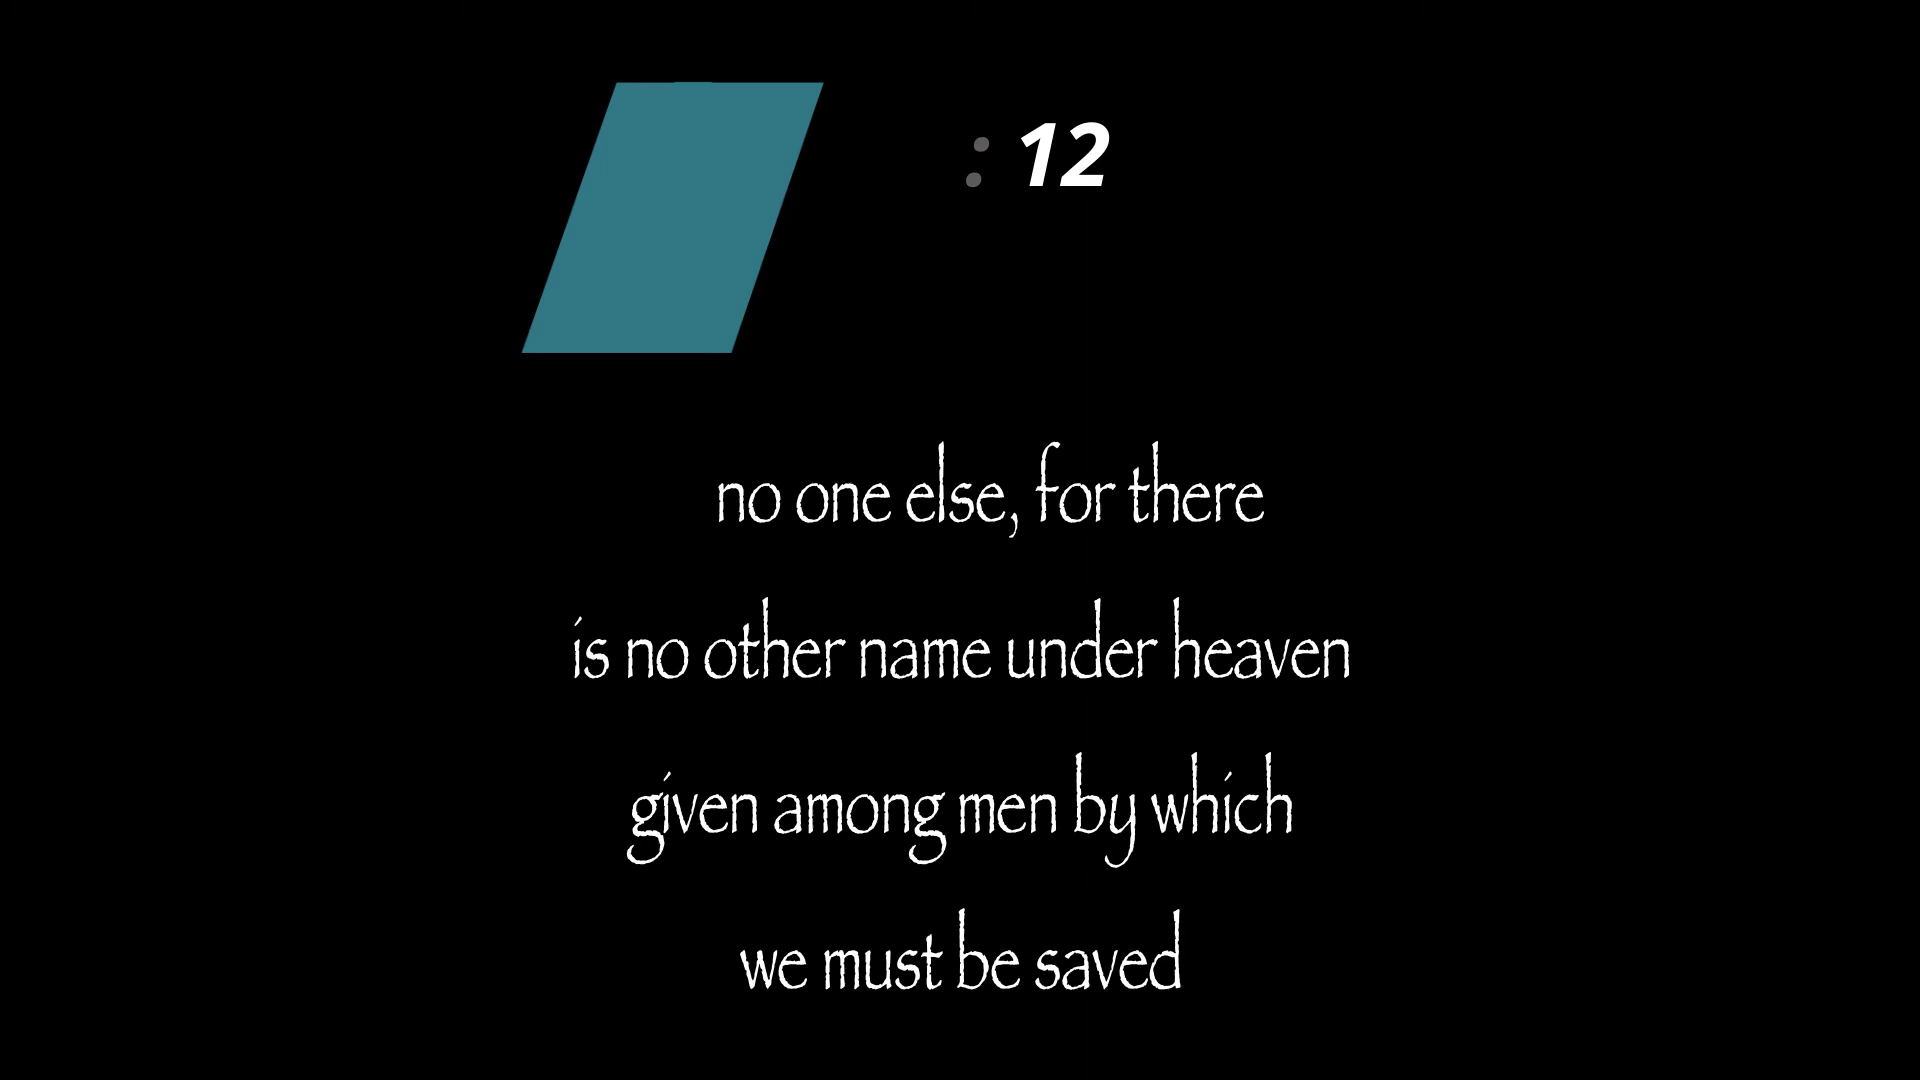 : 12
no one else, for there
is no other name under heaven
given among men by which
we must be saved